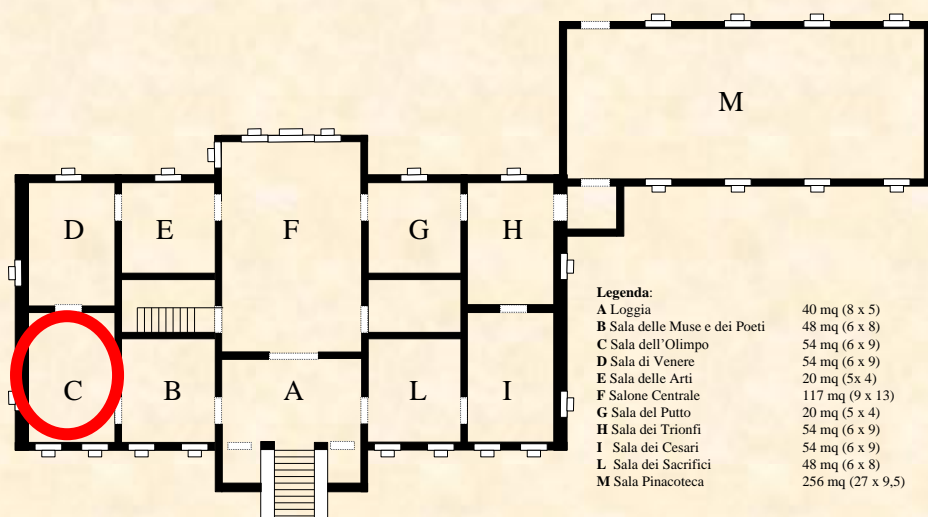 M
D
E
F
G
H
C
B
A
L
I
Legenda:
A Loggia 40 mq (8 x 5)
B Sala delle Muse e dei Poeti 48 mq (6 x 8)
C Sala dell’Olimpo 54 mq (6 x 9)
D Sala di Venere 54 mq (6 x 9)
E Sala delle Arti 20 mq (5x 4)
F Salone Centrale 117 mq (9 x 13)
G Sala del Putto 20 mq (5 x 4)
H Sala dei Trionfi 54 mq (6 x 9)
I Sala dei Cesari 54 mq (6 x 9)
L Sala dei Sacrifici 48 mq (6 x 8)
M Sala Pinacoteca 256 mq (27 x 9,5)